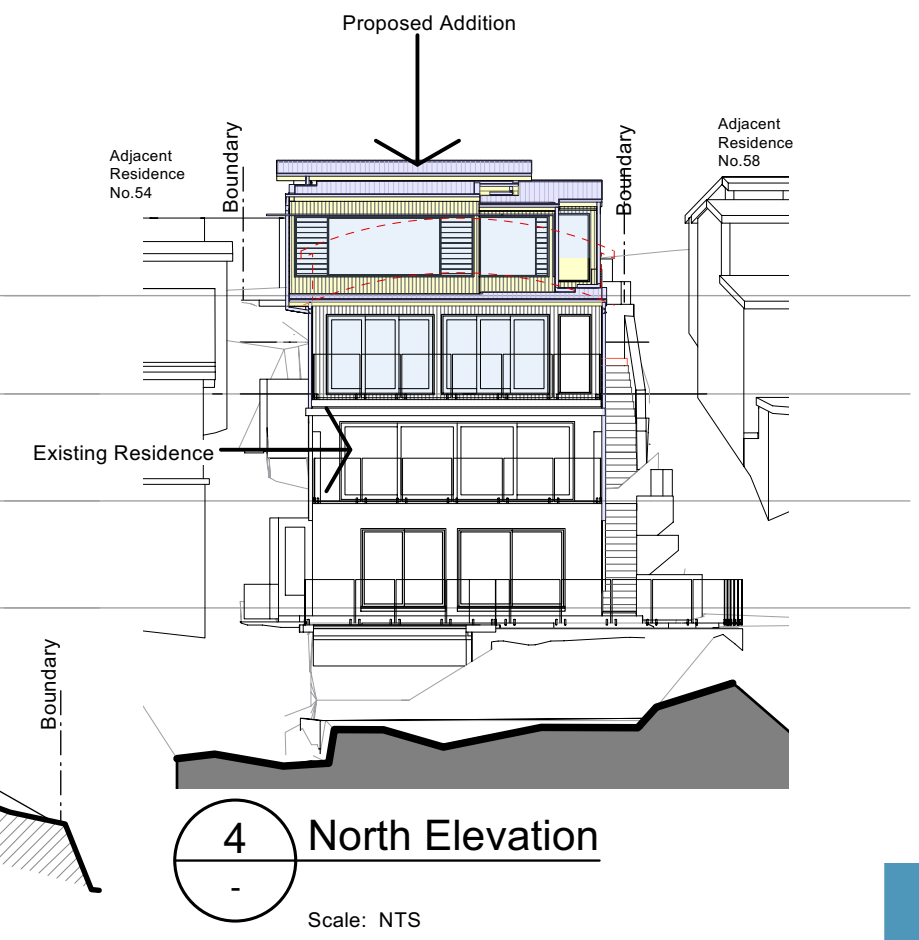 Proposed Addition
Adjacent
Residence
No.54
Boundary
Boundary
Adjacent
Residence
No.58
Existing Residence
Boundary
4
-
North Elevation
Scale: NTS